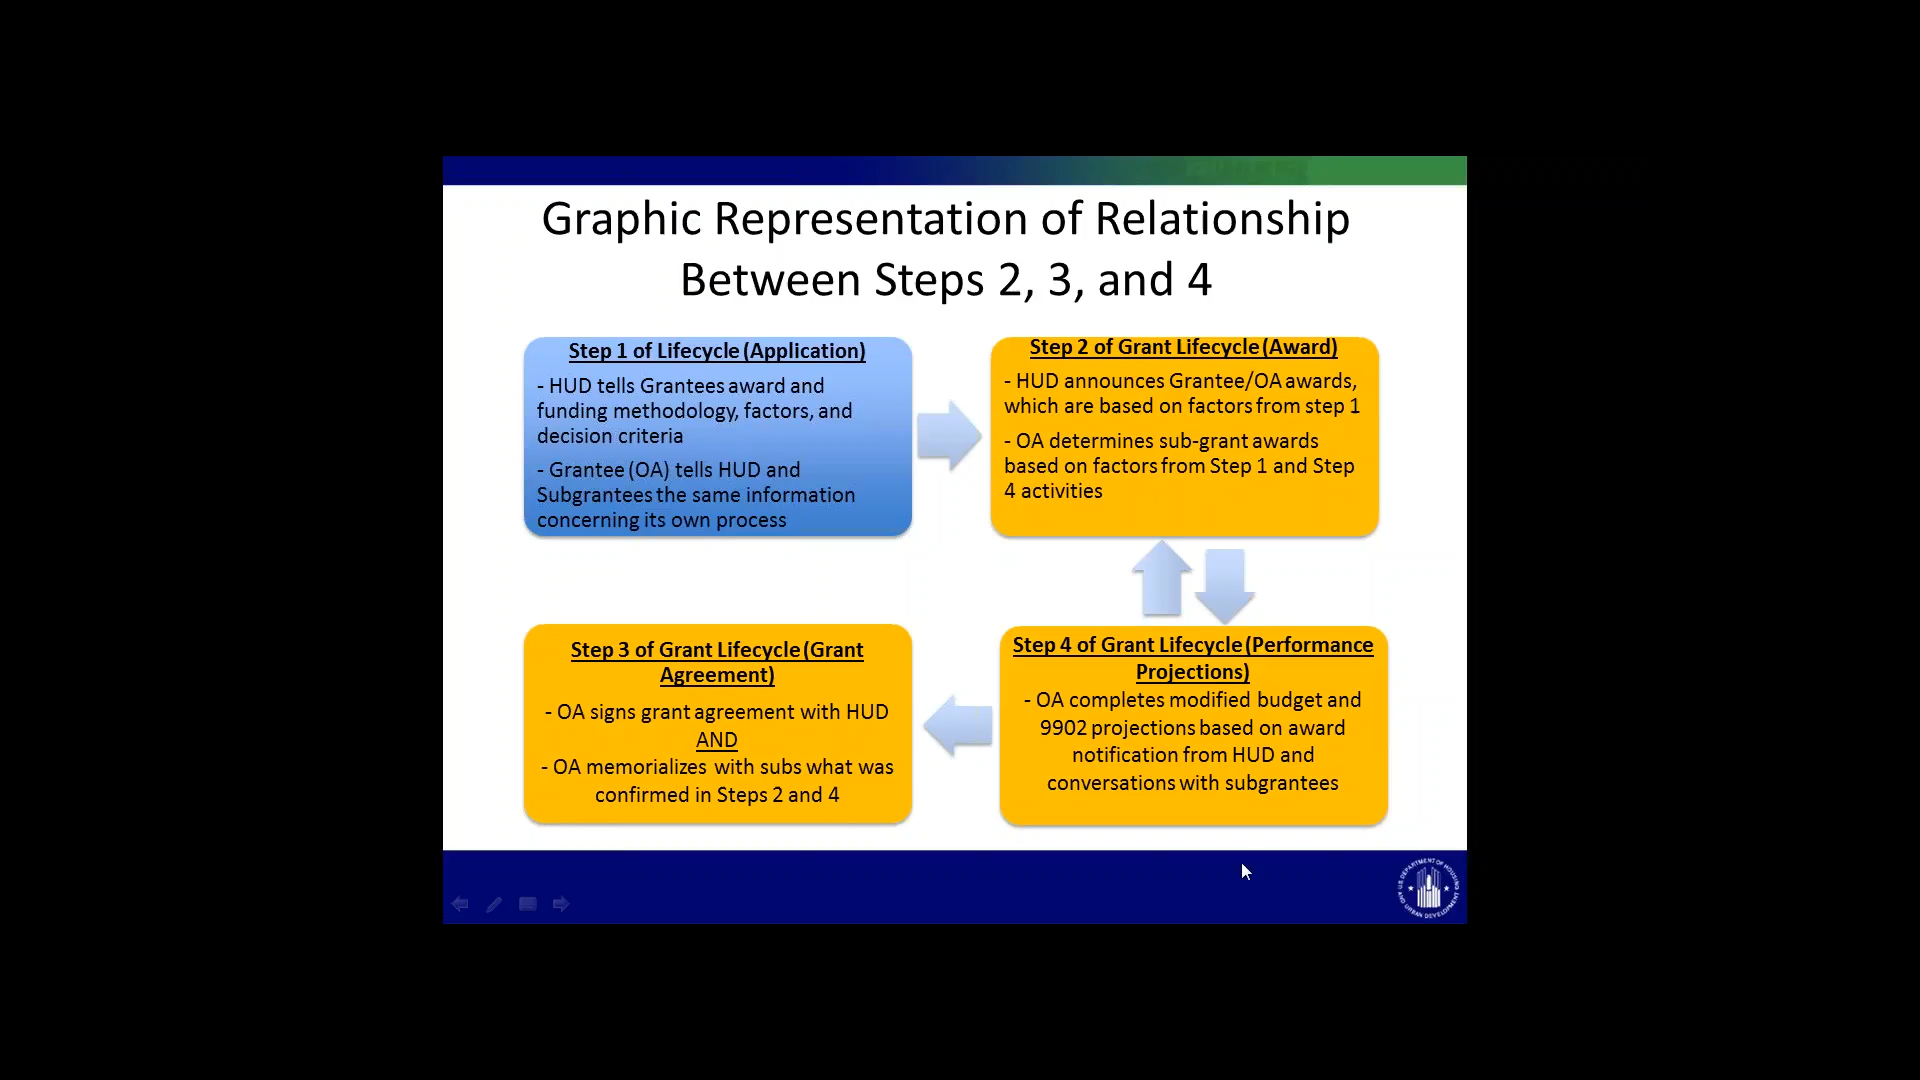 Graphic Representation of Relationship
Between Steps 2, 3, and 4
Step 1 of Lifecycle (Application)
- HUD tells Grantees award and
funding methodology, factors, and
decision criteria
- Grantee (OA) tells HUD and
Subgrantees the same information
concerning its own process
Step 2 of Grant Lifecycle (Award)
- HUD announces Grantee/OA awards,
which are based on factors from step 1
- OA determines sub-grant awards
based on factors from Step 1 and Step
4 activities
Step 3 of Grant Lifecycle (Grant
Agreement)
- OA signs grant agreement with HUD
AND
- OA memorializes with subs what was
confirmed in Steps 2 and 4
Step 4 of Grant Lifecycle (Performance
Projections)
- OA completes modified budget and
9902 projections based on award
notification from HUD and
conversations with subgrantees
U.S. DEPARTMENT OF HOUSING
AND URBAN DEVELOPMENT